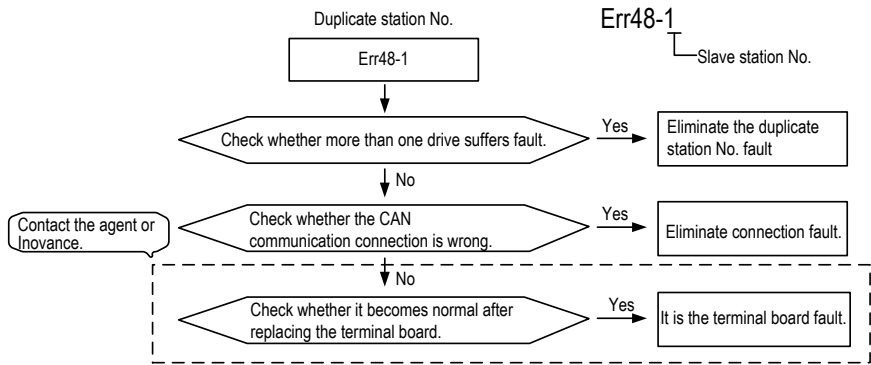 Duplicate station No.
Err48-1
Slave station No.
Err48-1
Check whether more than one drive suffers fault.
Yes
Eliminate the duplicate
station No. fault
No
Contact the agent or
Inovance.
Check whether the CAN
communication connection is wrong.
Yes
Eliminate connection fault.
No
Check whether it becomes normal after
replacing the terminal board.
Yes
It is the terminal board fault.